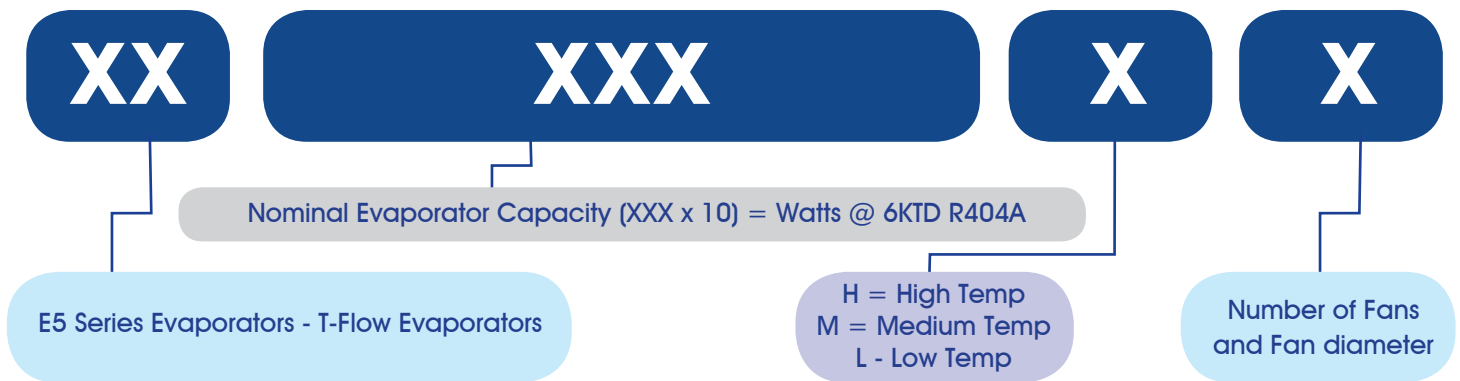 XX XXX X X
Nominal Evaporator Capacity (XXX x 10) = Watts @ 6KTD R404A
E5 Series Evaporators - T-Flow Evaporators
H = High Temp
M = Medium Temp
L - Low Temp
Number of Fans
and Fan diameter